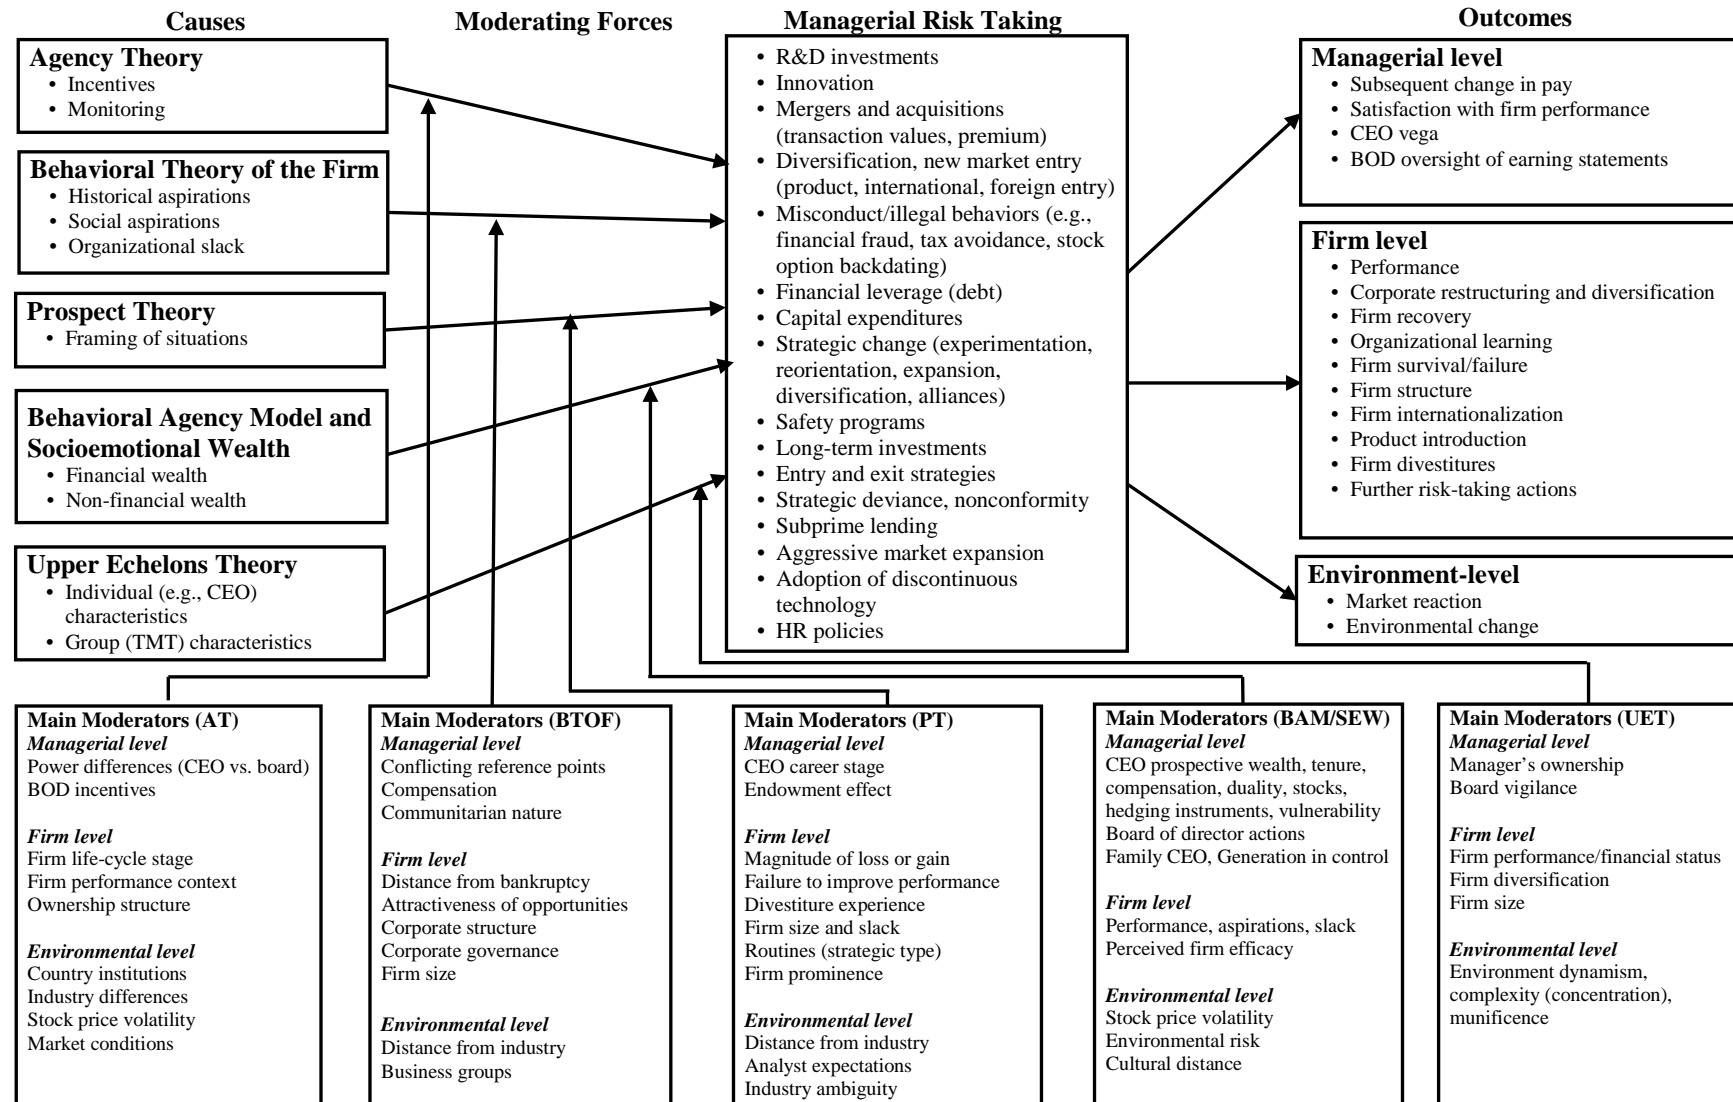 Causes
Moderating Forces
Managerial Risk Taking
Outcomes
Agency Theory
• Incentives
• Monitoring
Behavioral Theory of the Firm
• Historical aspirations
• Social aspirations
• Organizational slack
Prospect Theory
• Framing of situations
Behavioral Agency Model and
Socioemotional Wealth
• Financial wealth
• Non-financial wealth
Upper Echelons Theory
• Individual (e.g., CEO)
characteristics
• Group (TMT) characteristics
• R&D investments
• Innovation
• Mergers and acquisitions
(transaction values, premium)
• Diversification, new market entry
(product, international, foreign entry)
• Misconduct/illegal behaviors (e.g.,
financial fraud, tax avoidance, stock
option backdating)
• Financial leverage (debt)
• Capital expenditures
• Strategic change (experimentation,
reorientation, expansion,
diversification, alliances)
• Safety programs
• Long-term investments
• Entry and exit strategies
• Strategic deviance, nonconformity
• Subprime lending
• Aggressive market expansion
• Adoption of discontinuous
technology
• HR policies
Managerial level
• Subsequent change in pay
• Satisfaction with firm performance
• CEO vega
• BOD oversight of earning statements
Firm level
• Performance
• Corporate restructuring and diversification
• Firm recovery
• Organizational learning
• Firm survival/failure
• Firm structure
• Firm internationalization
• Product introduction
• Firm divestitures
• Further risk-taking actions
Environment-level
• Market reaction
• Environmental change
Main Moderators (AT)
Managerial level
Power differences (CEO vs. board)
BOD incentives
Firm level
Firm life-cycle stage
Firm performance context
Ownership structure
Environmental level
Country institutions
Industry differences
Stock price volatility
Market conditions
Main Moderators (BTOF)
Managerial level
Conflicting reference points
Compensation
Communitarian nature
Firm level
Distance from bankruptcy
Attractiveness of opportunities
Corporate structure
Corporate governance
Firm size
Environmental level
Distance from industry
Business groups
Main Moderators (PT)
Managerial level
CEO career stage
Endowment effect
Firm level
Magnitude of loss or gain
Failure to improve performance
Divestiture experience
Firm size and slack
Routines (strategic type)
Firm prominence
Environmental level
Distance from industry
Analyst expectations
Industry ambiguity
Main Moderators (BAM/SEW)
Managerial level
CEO prospective wealth, tenure,
compensation, duality, stocks,
hedging instruments, vulnerability
Board of director actions
Family CEO, Generation in control
Firm level
Performance, aspirations, slack
Perceived firm efficacy
Environmental level
Stock price volatility
Environmental risk
Cultural distance
Main Moderators (UET)
Managerial level
Manager’s ownership
Board vigilance
Firm level
Firm performance/financial status
Firm diversification
Firm size
Environmental level
Environment dynamism,
complexity (concentration),
munificence